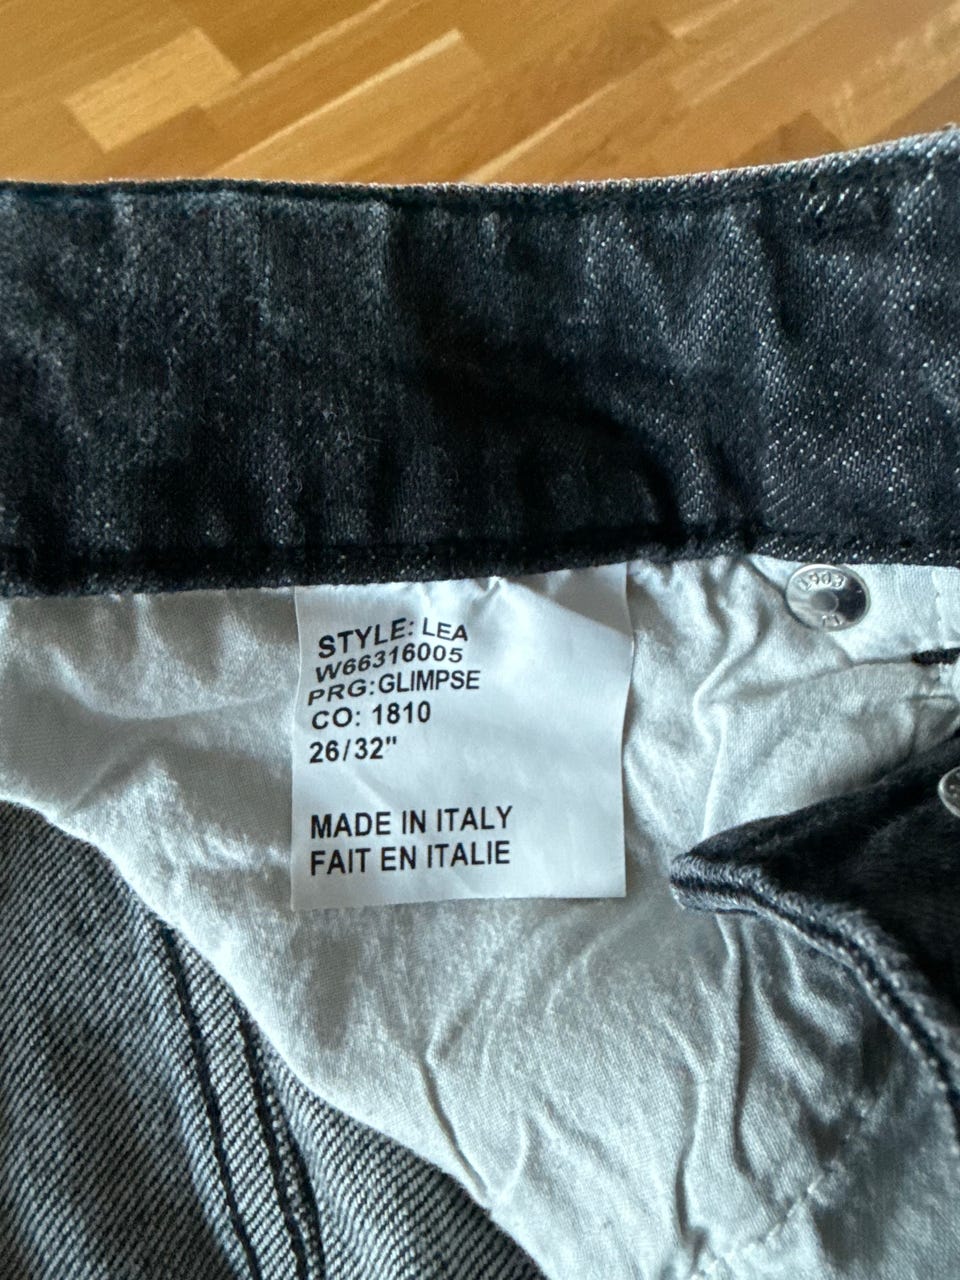 STYLE: LEA
W66316005
PRG:GLIMPSE
CO: 1810
26/32"
MADE IN ITALY
FAIT EN ITALIE